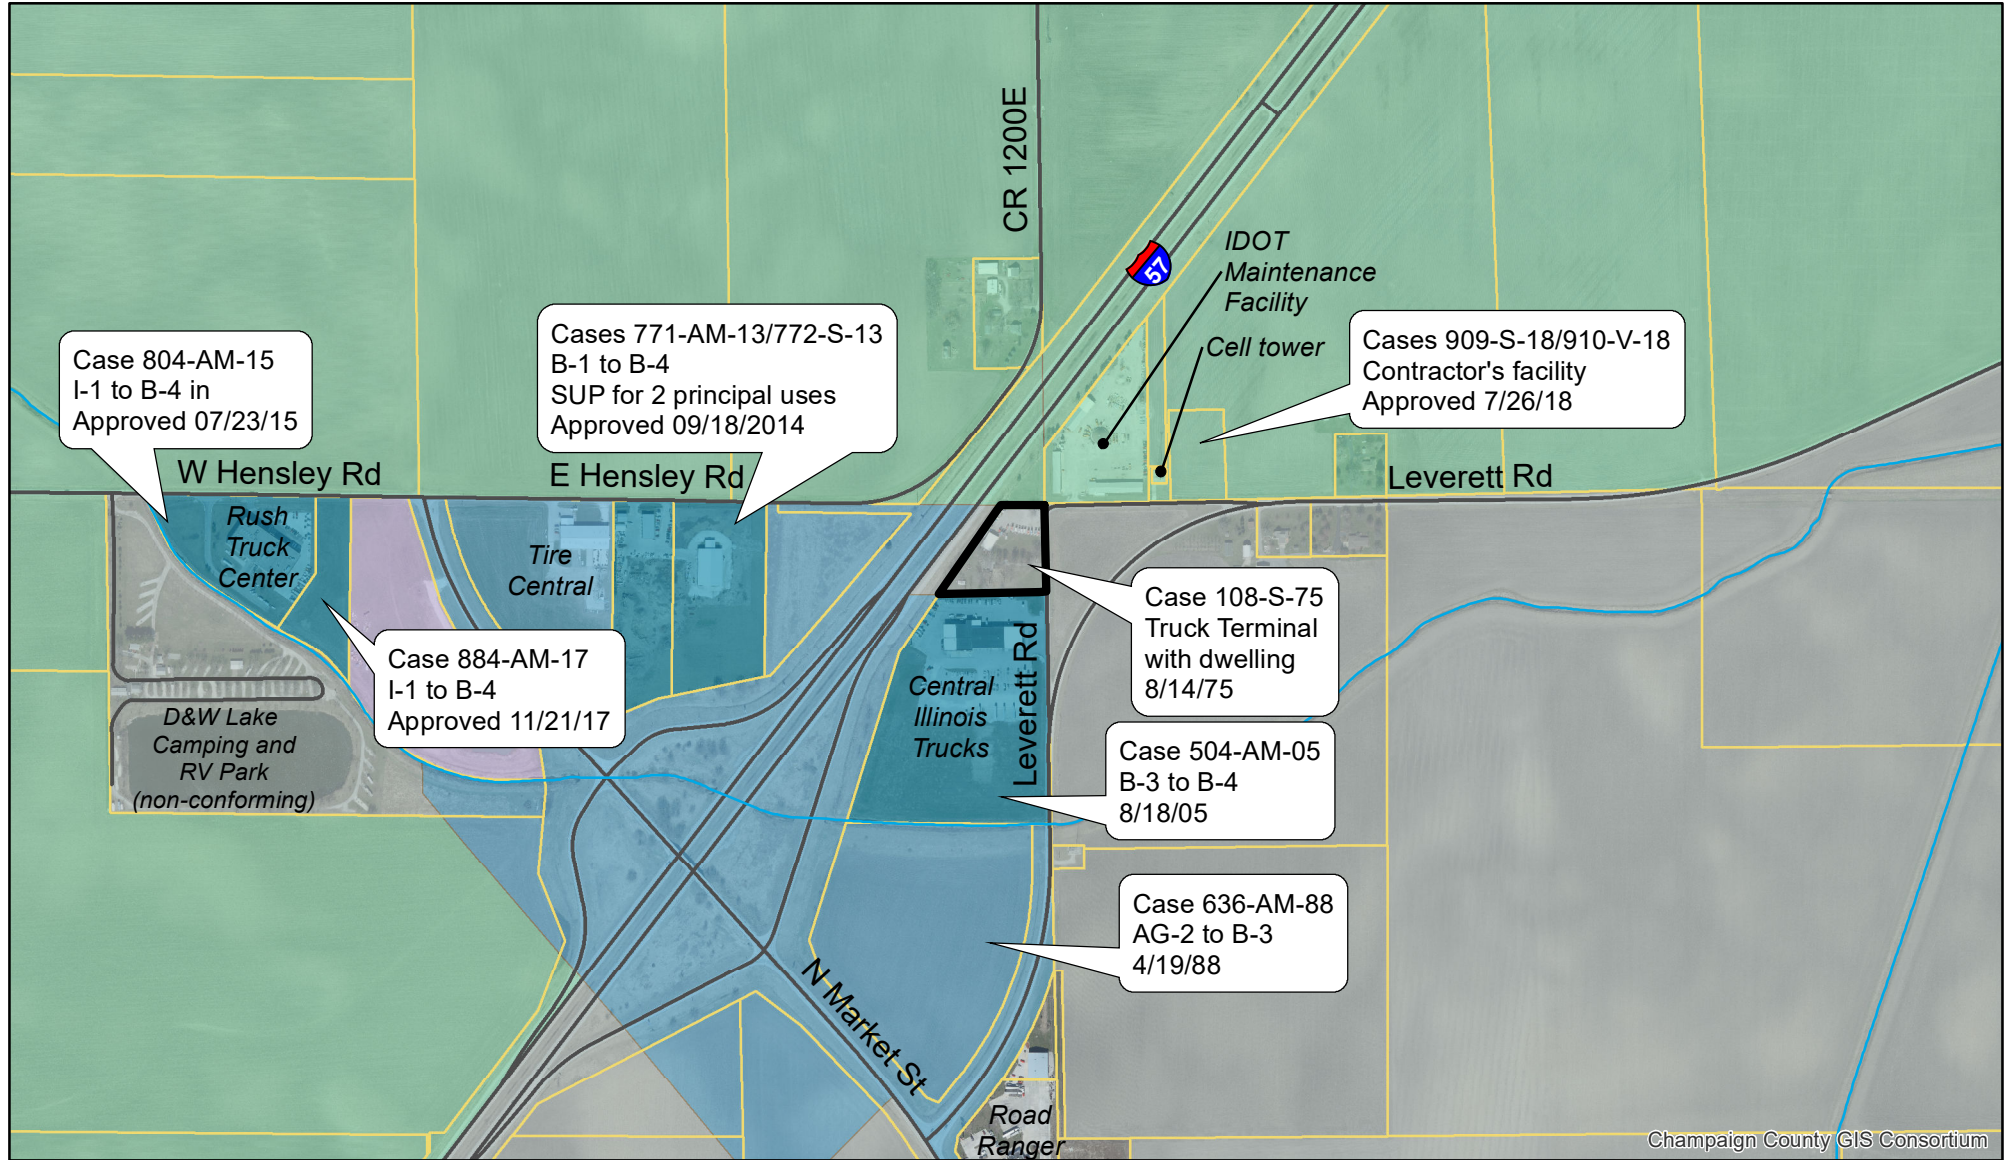 CR 1200E
57
IDOT
Maintenance
Facility
Cell tower
Case 804-AM-15
I-1 to B-4 in
Approved 07/23/15
Cases 771-AM-13/772-S-13
B-1 to B-4
SUP for 2 principal uses
Approved 09/18/2014
Cases 909-S-18/910-V-18
Contractor's facility
Approved 7/26/18
W Hensley Rd
E Hensley Rd
Leverett Rd
Rush
Truck
Center
Tire
Central
Case 108-S-75
Truck Terminal
with dwelling
8/14/75
Case 884-AM-17
I-1 to B-4
Approved 11/21/17
Central
Illinois
Trucks
Leverett Rd
D&W Lake
Camping and
RV Park
(non-conforming)
Case 504-AM-05
B-3 to B-4
8/18/05
Case 636-AM-88
AG-2 to B-3
4/19/88
N Market St
Road
Ranger
Champaign County GIS Consortium